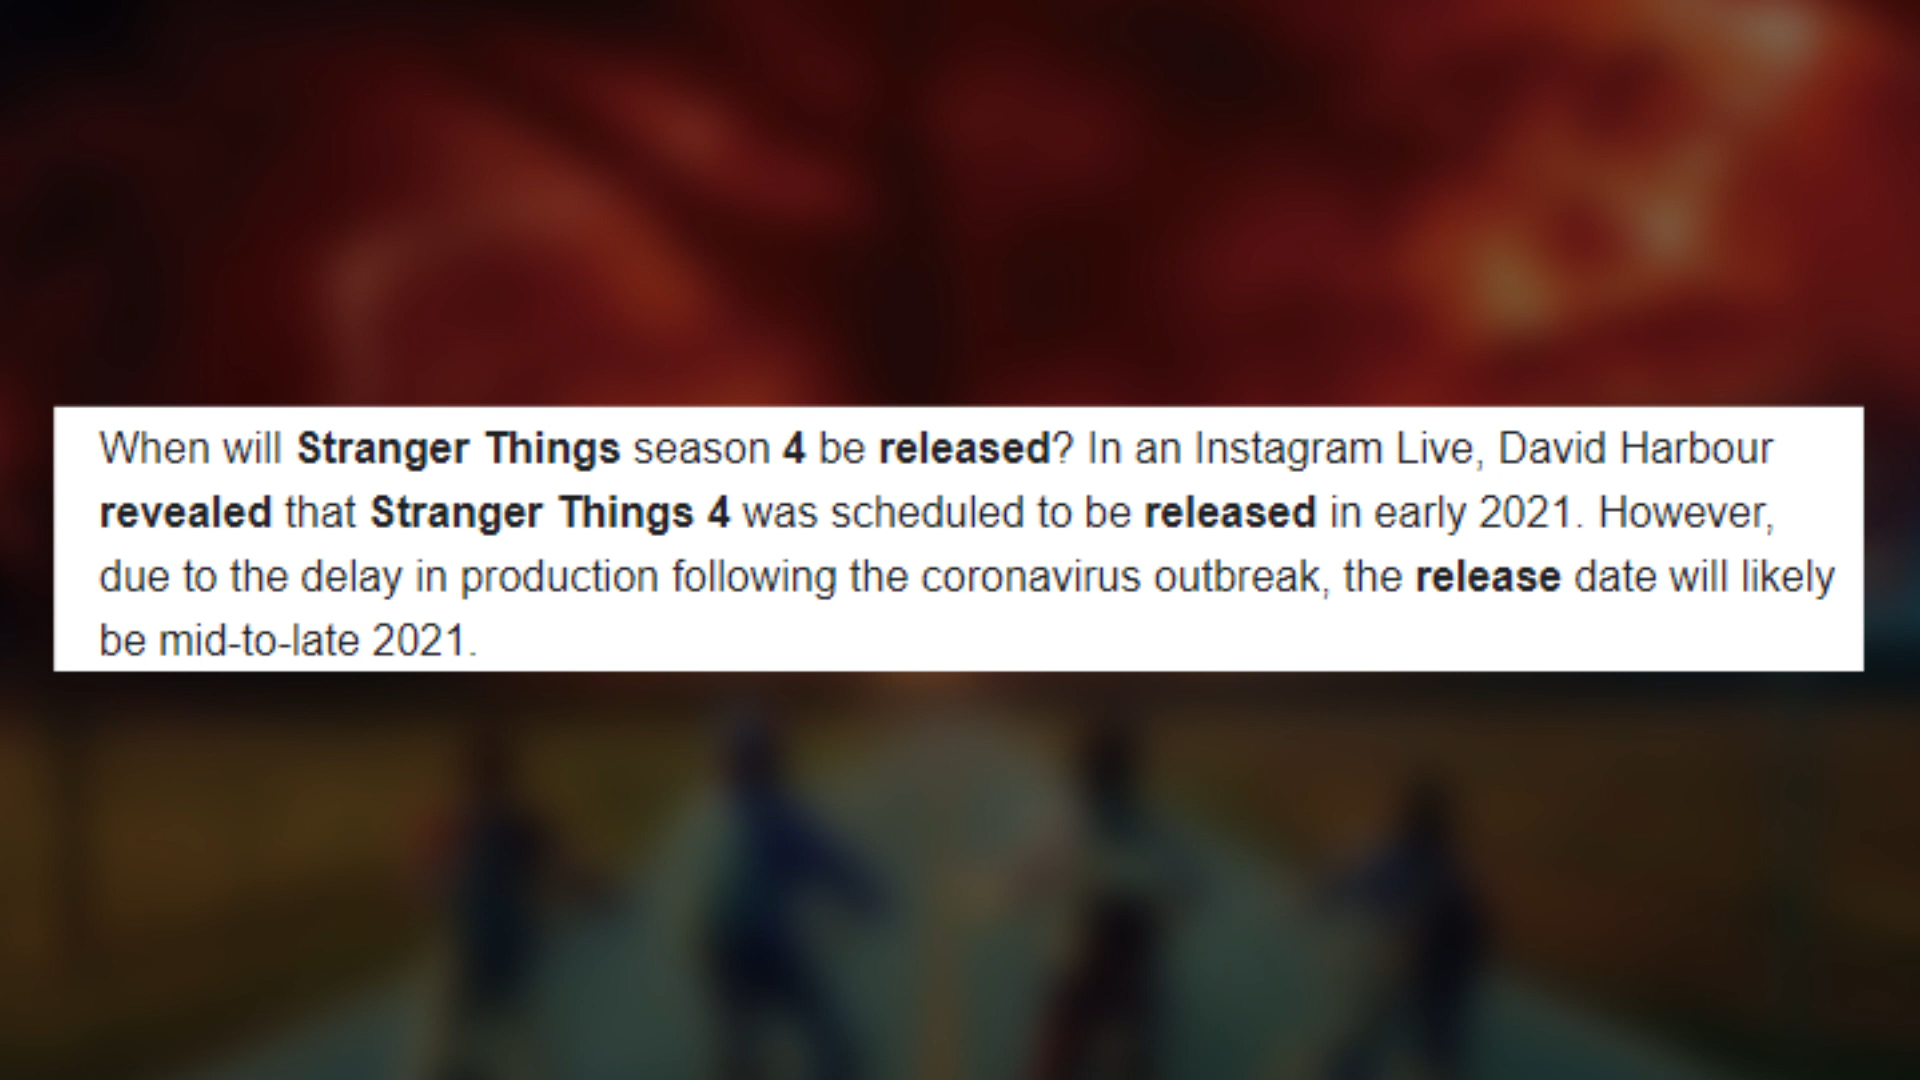 When will Stranger Things season 4 be released? In an Instagram Live, David Harbour
revealed that Stranger Things 4 was scheduled to be released in early 2021. However,
due to the delay in production following the coronavirus outbreak, the release date will likely
be mid-to-late 2021.